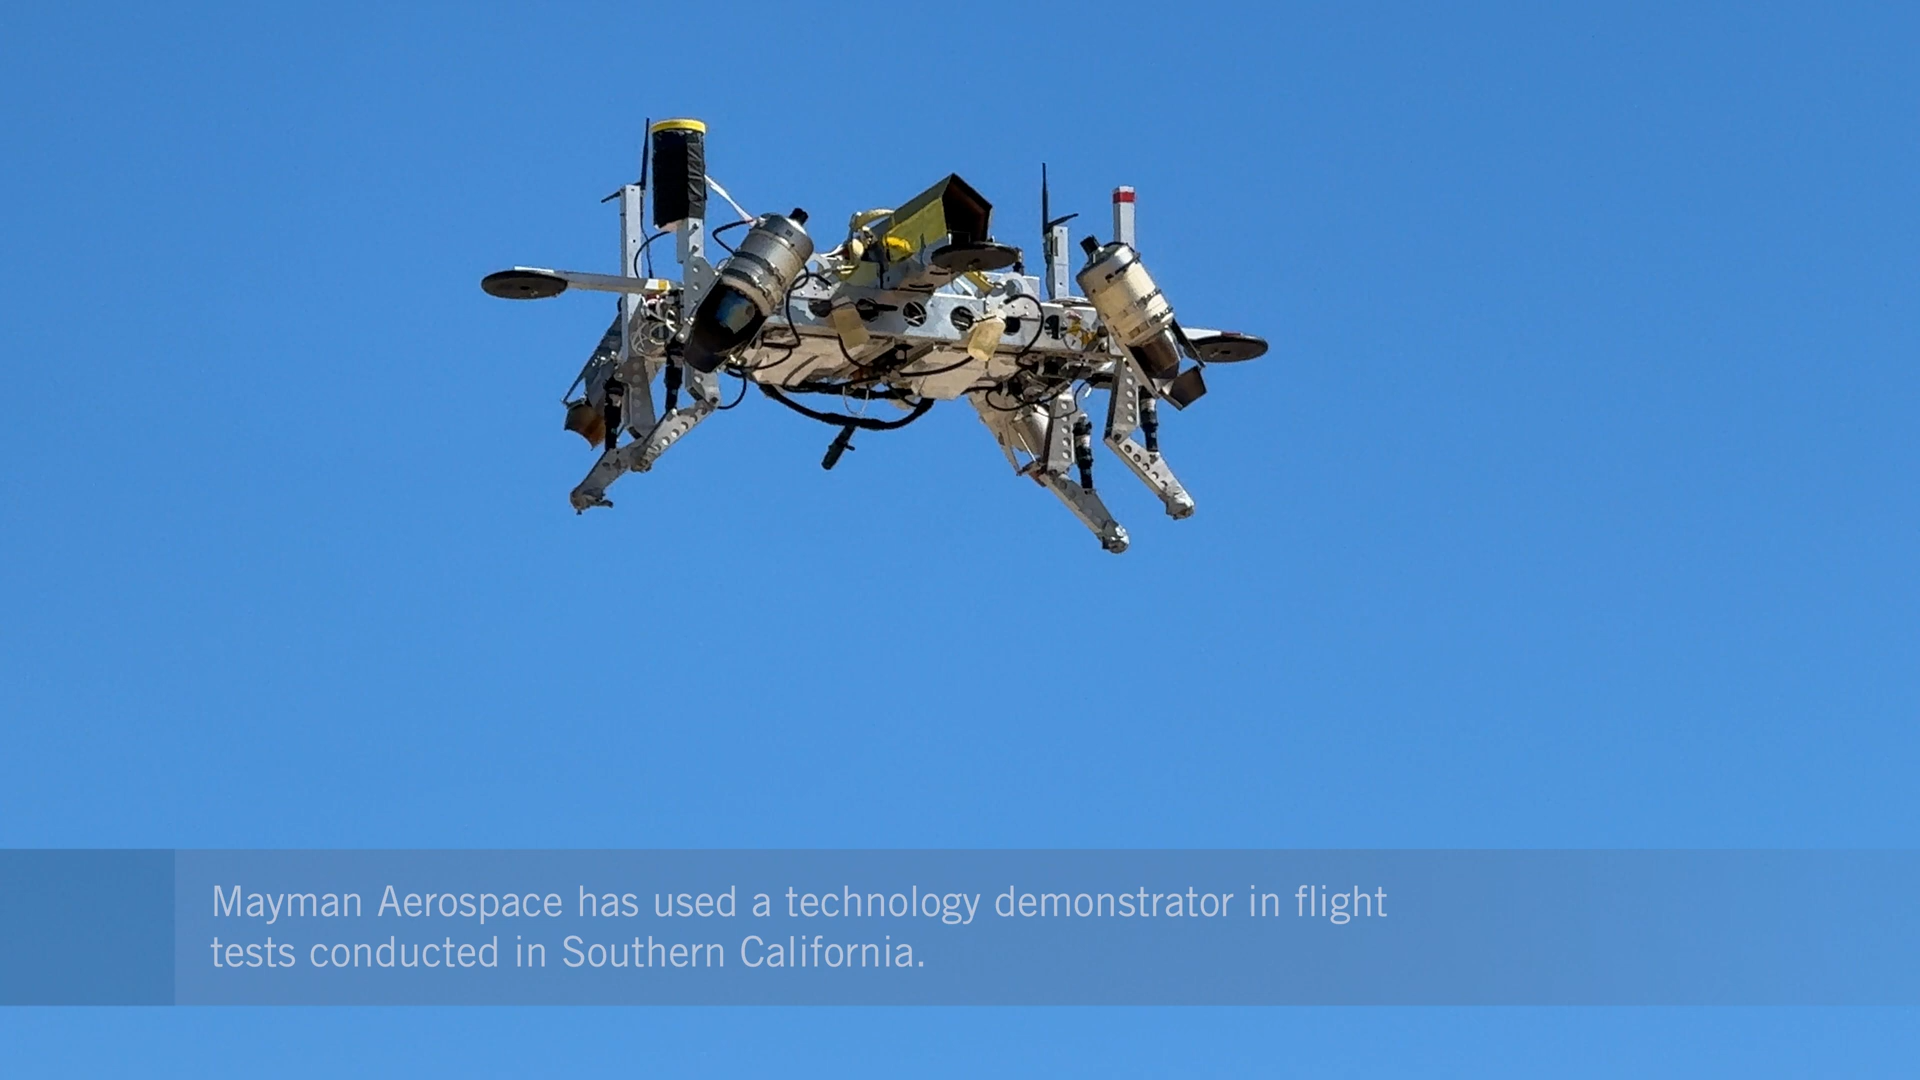 Mayman Aerospace has used a technology demonstrator in flight
tests conducted in Southern California.